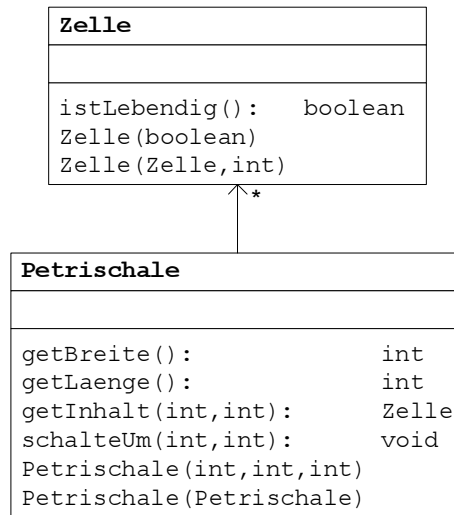 Zelle
istLebendig(): boolean
Zelle(boolean)
Zelle(Zelle,int)
*
Petrischale
getBreite(): int
getLaenge(): int
getInhalt(int,int): Zelle
schalteUm(int,int): void
Petrischale(int,int,int)
Petrischale(Petrischale)